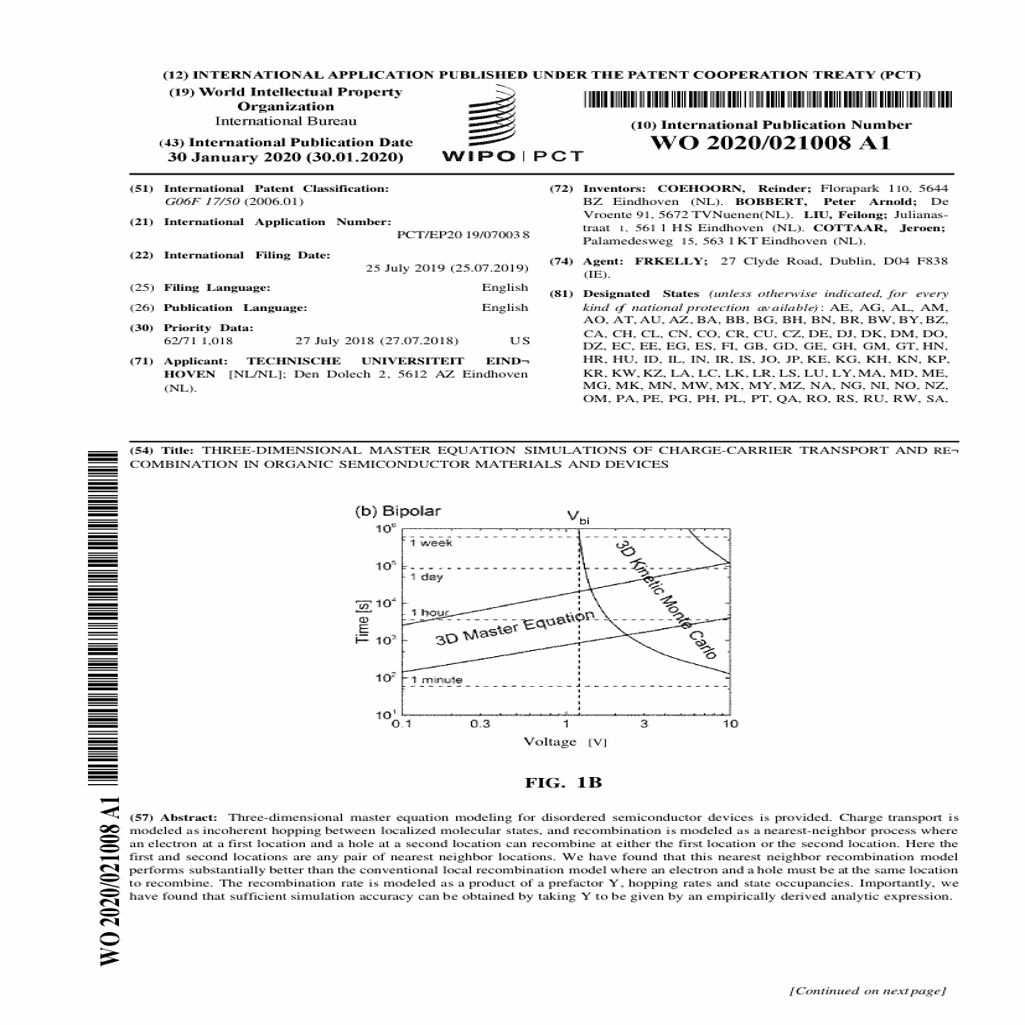 (12) INTERNATIONAL APPLICATION PUBLISHED UNDER THE PATENT COOPERATION TREATY (PCT)
(19) World Intellectual Property
Organization
International Bureau
(43) International Publication Date
30 January 2020 (30.01.2020)
WIPO | PCT
(10) International Publication Number
WO 2020/021008 A1
(51) International Patent Classification:
G06F 17/50 (2006.01)
(21) International Application Number:
PCT/EP20 19/07003 8
(22) International Filing Date:
25 July 2019 (25.07.2019)
(25) Filing Language: English
(26) Publication Language: English
(30) Priority Data:
62/71 1,018 27 July 2018 (27.07.2018) US
(71) Applicant: TECHNISCHE UNIVERSITEIT EIND¬
HOVEN [NL/NL]; Den Dolech 2, 5612 AZ Eindhoven
(NL).
(72) Inventors: COEHOORN, Reinder; Florapark 110, 5644
BZ Eindhoven (NL). BOBBERT, Peter Arnold; De
Vroente 91, 5672 TVNuenen(NL). LIU, Feilong; Julianas-
traat 1, 561 1 HS Eindhoven (NL). COTTAAR, Jeroen;
Palamedesweg 15, 563 1 KT Eindhoven (NL).
(74) Agent: FRKELLY; 27 Clyde Road, Dublin, D04 F838
(IE).
(81) Designated States (unless otherwise indicated, for every
kind of national protection available): AE, AG, AL, AM,
AO, AT, AU, AZ, BA, BB, BG, BH, BN, BR, BW, BY, BZ,
CA, CH, CL, CN, CO, CR, CU, CZ, DE, DJ, DK, DM, DO,
DZ, EC, EE, EG, ES, FI, GB, GD, GE, GH, GM, GT, HN,
HR, HU, ID, IL, IN, IR, IS, JO, JP, KE, KG, KH, KN, KP,
KR, KW, KZ, LA, LC, LK, LR, LS, LU, LY, MA, MD, ME,
MG, MK, MN, MW, MX, MY, MZ, NA, NG, NI, NO, NZ,
OM, PA, PE, PG, PH, PL, PT, QA, RO, RS, RU, RW, SA,
(54) Title: THREE-DIMENSIONAL MASTER EQUATION SIMULATIONS OF CHARGE-CARRIER TRANSPORT AND RE¬
COMBINATION IN ORGANIC SEMICONDUCTOR MATERIALS AND DEVICES
(b) Bipolar
Vbi
10^6
1 week
10^5
1 day
10^4
1 hour
10^3
10^2
1 minute
10^1
Time [s]
3D Master Equation
3D Kinetic Monte Carlo
0.1 0.3 1 3 10
Voltage [V]
FIG. 1B
(57) Abstract: Three-dimensional master equation modeling for disordered semiconductor devices is provided. Charge transport is
modeled as incoherent hopping between localized molecular states, and recombination is modeled as a nearest-neighbor process where
an electron at a first location and a hole at a second location can recombine at either the first location or the second location. Here the
first and second locations are any pair of nearest neighbor locations. We have found that this nearest neighbor recombination model
performs substantially better than the conventional local recombination model where an electron and a hole must be at the same location
to recombine. The recombination rate is modeled as a product of a prefactor Y, hopping rates and state occupancies. Importantly, we
have found that sufficient simulation accuracy can be obtained by taking Y to be given by an empirically derived analytic expression.
WO 2020/021008 A1
[Continued on next page]